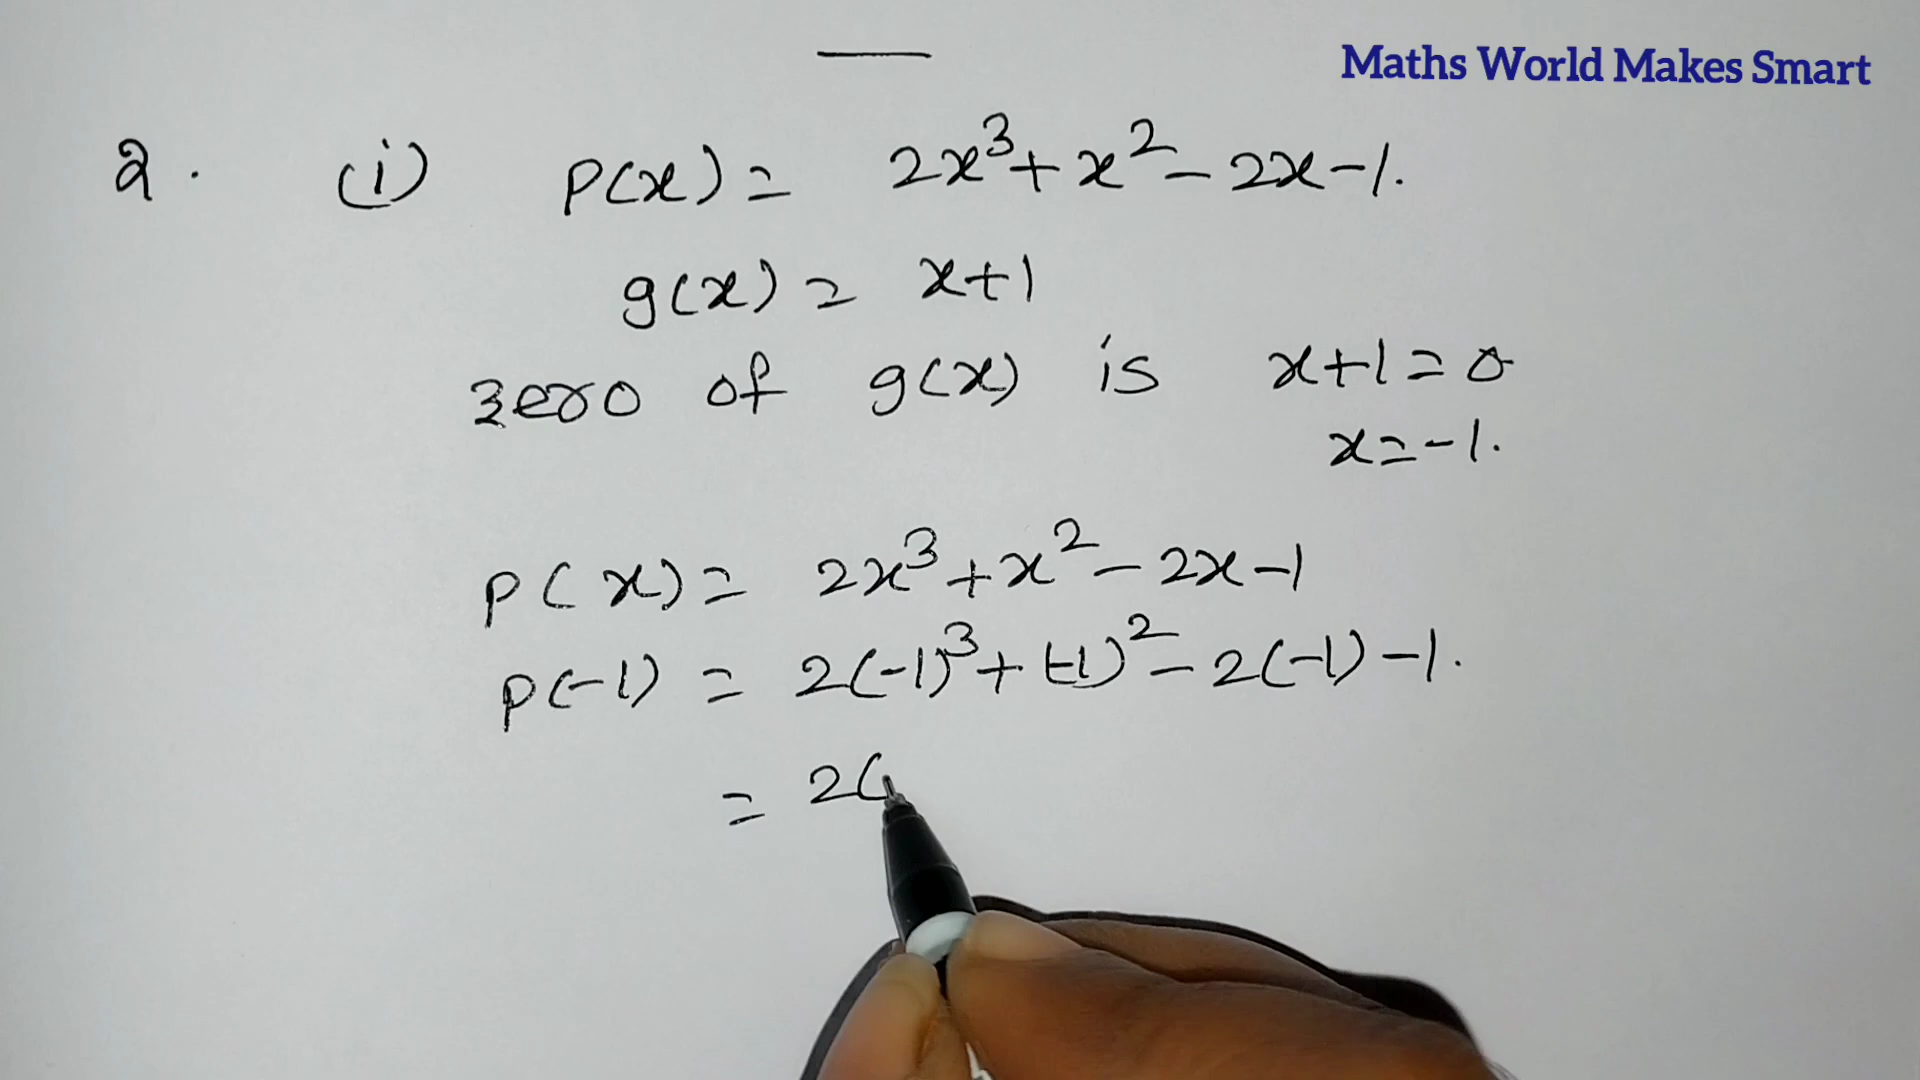 Maths World Makes Smart
2. (i) P(x) = 2x³+x²-2x-1.
g(x) = x+1
zero of g(x) is x+1=0
x=-1.
P(x) = 2x³+x²-2x-1
P(-1) = 2(-1)³+(-1)²-2(-1)-1.
= 2(